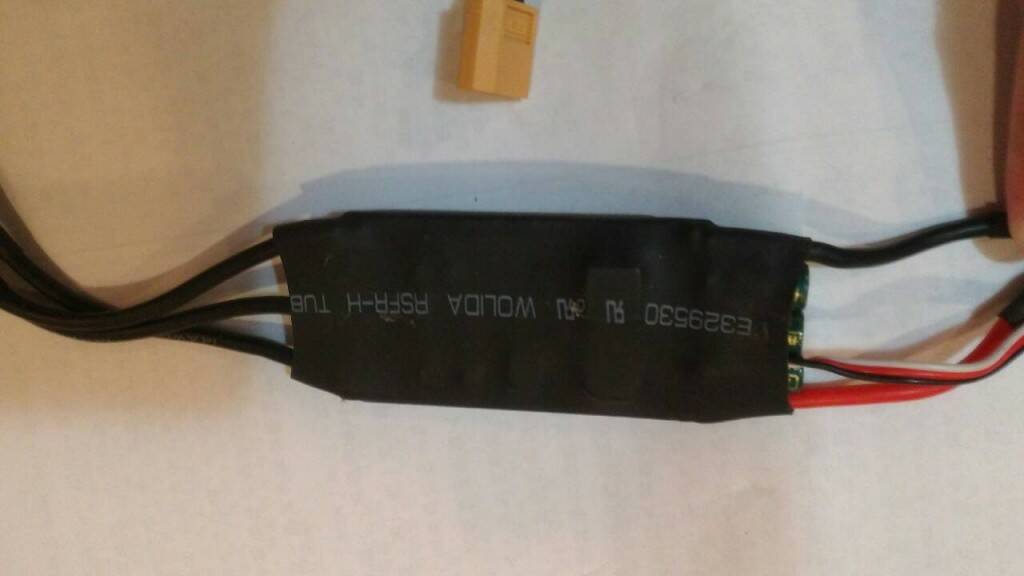 E329530 WOLIDA RSFR-H TUB